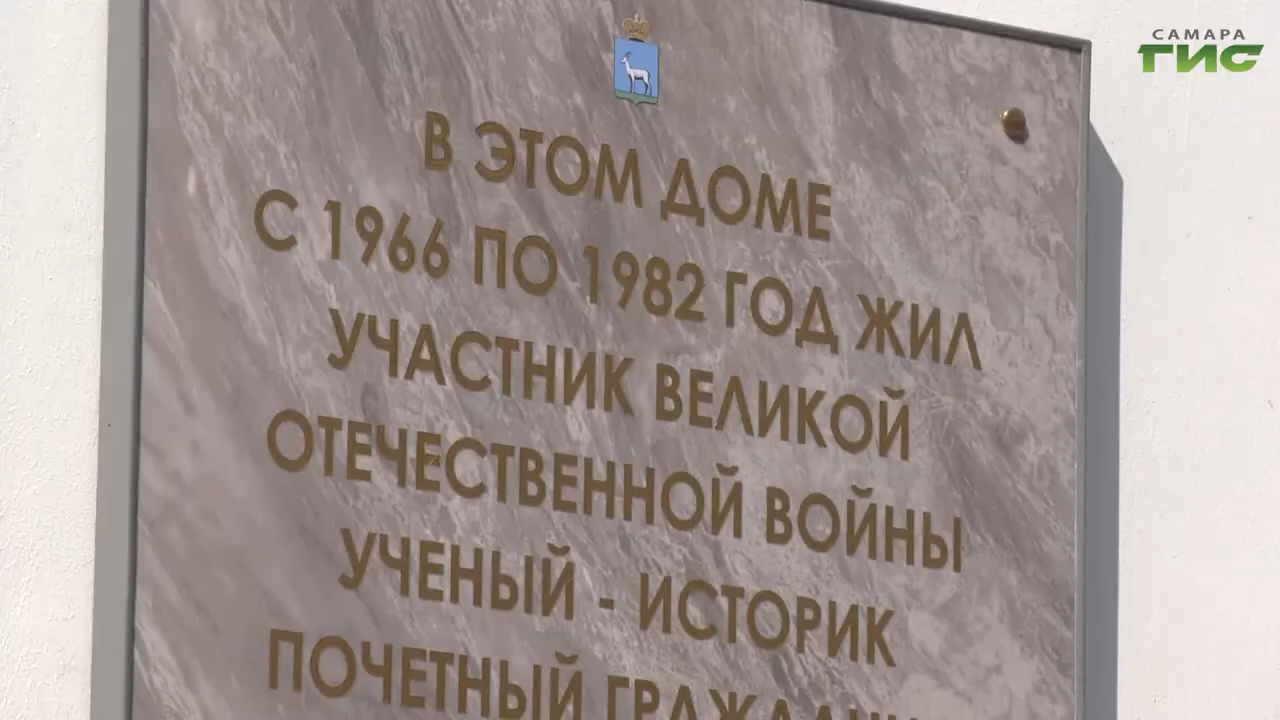 САМАРА
ГИС
В ЭТОМ ДОМЕ
С 1966 ПО 1982 ГОД ЖИЛ
УЧАСТНИК ВЕЛИКОЙ
ОТЕЧЕСТВЕННОЙ ВОЙНЫ
УЧЕНЫЙ - ИСТОРИК
ПОЧЕТНЫЙ